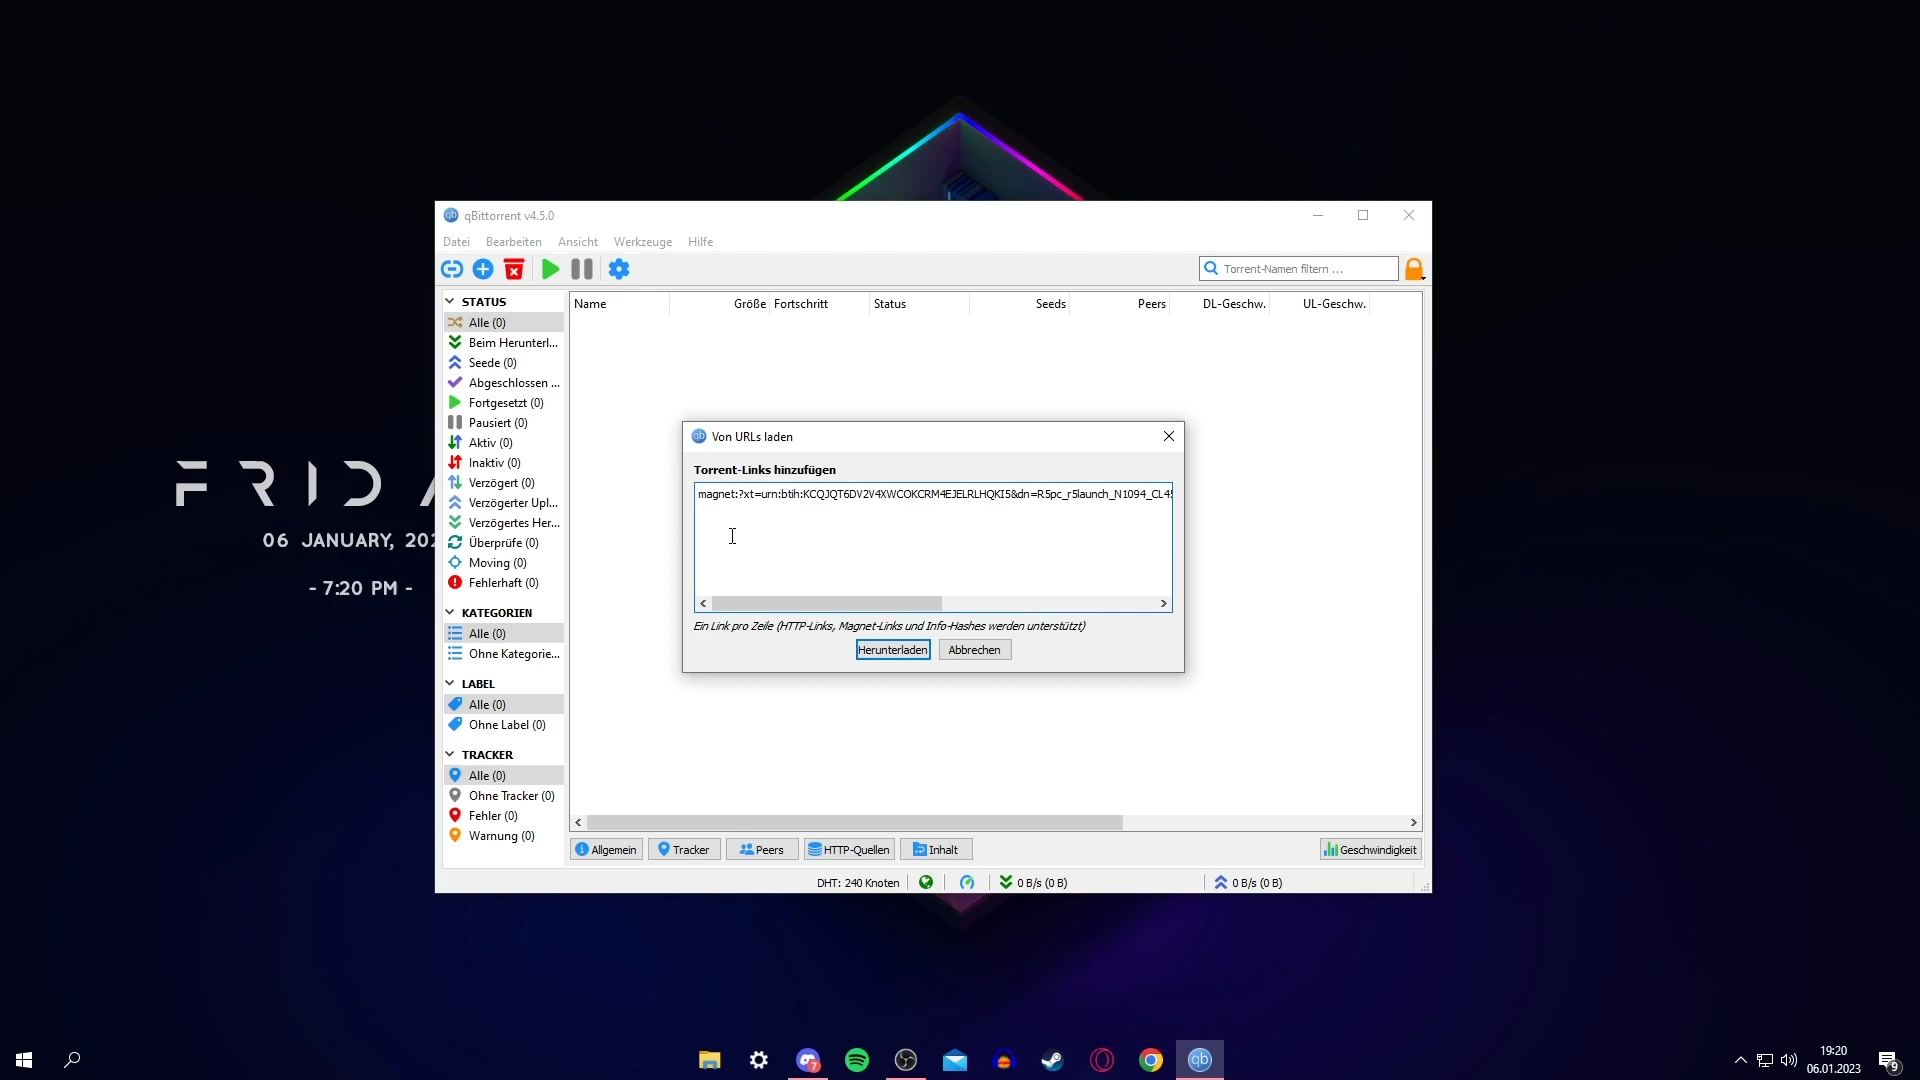 qBittorrent v4.5.0
Datei Bearbeiten Ansicht Werkzeuge Hilfe
Torrent-Namen filtern ...
STATUS
Alle (0)
Beim Herunterl...
Seede (0)
Abgeschlossen ...
Fortgesetzt (0)
Pausiert (0)
Aktiv (0)
Inaktiv (0)
Verzögert (0)
Verzögerter Upl...
Verzögertes Her...
Überprüfe (0)
Moving (0)
Fehlerhaft (0)
KATEGORIEN
Alle (0)
Ohne Kategorie...
LABEL
Alle (0)
Ohne Label (0)
TRACKER
Alle (0)
Ohne Tracker (0)
Fehler (0)
Warnung (0)
Name Größe Fortschritt Status Seeds Peers DL-Geschw. UL-Geschw.
Von URLs laden
Torrent-Links hinzufügen
magnet:?xt=urn:btih:KCQJQT6DV2V4XWCOKCRM4EJELRLHQKI5&dn=R5pc_r5launch_N1094_CL45
Ein Link pro Zeile (HTTP-Links, Magnet-Links und Info-Hashes werden unterstützt)
Herunterladen Abbrechen
Allgemein Tracker Peers HTTP-Quellen Inhalt Geschwindigkeit
DHT: 240 Knoten 0 B/s (0 B) 0 B/s (0 B)
FRIDA
06 JANUARY, 202
- 7:20 PM -
7
qb
19:20
06.01.2023
9